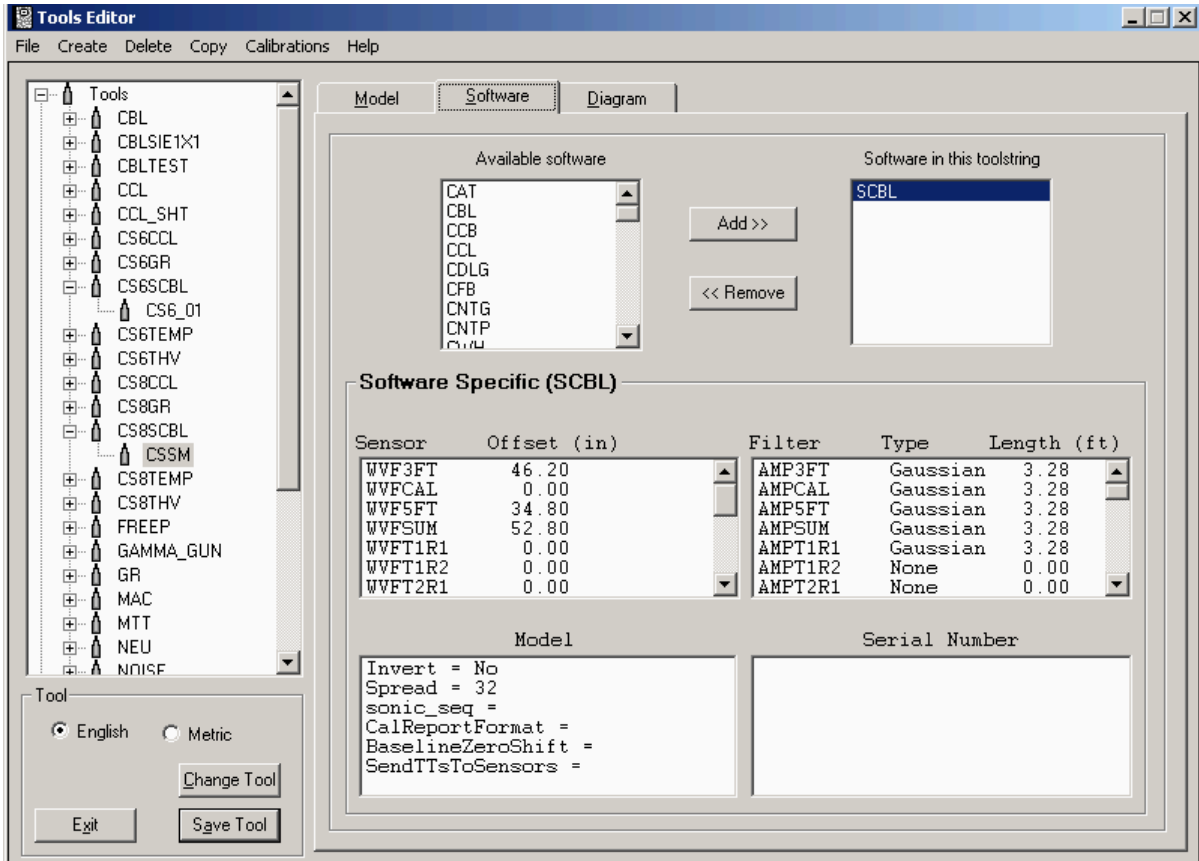 Tools Editor
File Create Delete Copy Calibrations Help
Tools
CBL
CBLSIE1X1
CBLTEST
CCL
CCL_SHT
CS6CCL
CS6GR
CS6SCBL
CS6_01
CS6TEMP
CS6THV
CS8CCL
CS8GR
CS8SCBL
CSSM
CS8TEMP
CS8THV
FREEP
GAMMA_GUN
GR
MAC
MTT
NEU
NOISE
Tool
English Metric
Change Tool
Exit Save Tool
Model Software Diagram
Available software
CAT
CBL
CCB
CCL
CDLG
CFB
CNTG
CNTP
CWH
Add >>
<< Remove
Software in this toolstring
SCBL
Software Specific (SCBL)
Sensor Offset (in)
WVF3FT 46.20
WVFCAL 0.00
WVF5FT 34.80
WVFSUM 52.80
WVFT1R1 0.00
WVFT1R2 0.00
WVFT2R1 0.00
Filter Type Length (ft)
AMP3FT Gaussian 3.28
AMPCAL Gaussian 3.28
AMP5FT Gaussian 3.28
AMPSUM Gaussian 3.28
AMPT1R1 Gaussian 3.28
AMPT1R2 None 0.00
AMPT2R1 None 0.00
Model
Invert = No
Spread = 32
sonic_seq =
CalReportFormat =
BaselineZeroShift =
SendTTsToSensors =
Serial Number